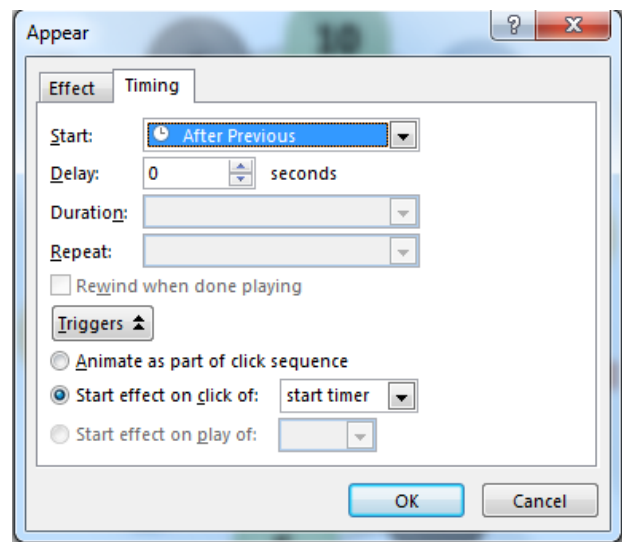 10
Appear
?
X
Effect Timing
Start: After Previous
Delay: 0 seconds
Duration:
Repeat:
Rewind when done playing
Triggers
Animate as part of click sequence
Start effect on click of: start timer
Start effect on play of:
OK Cancel